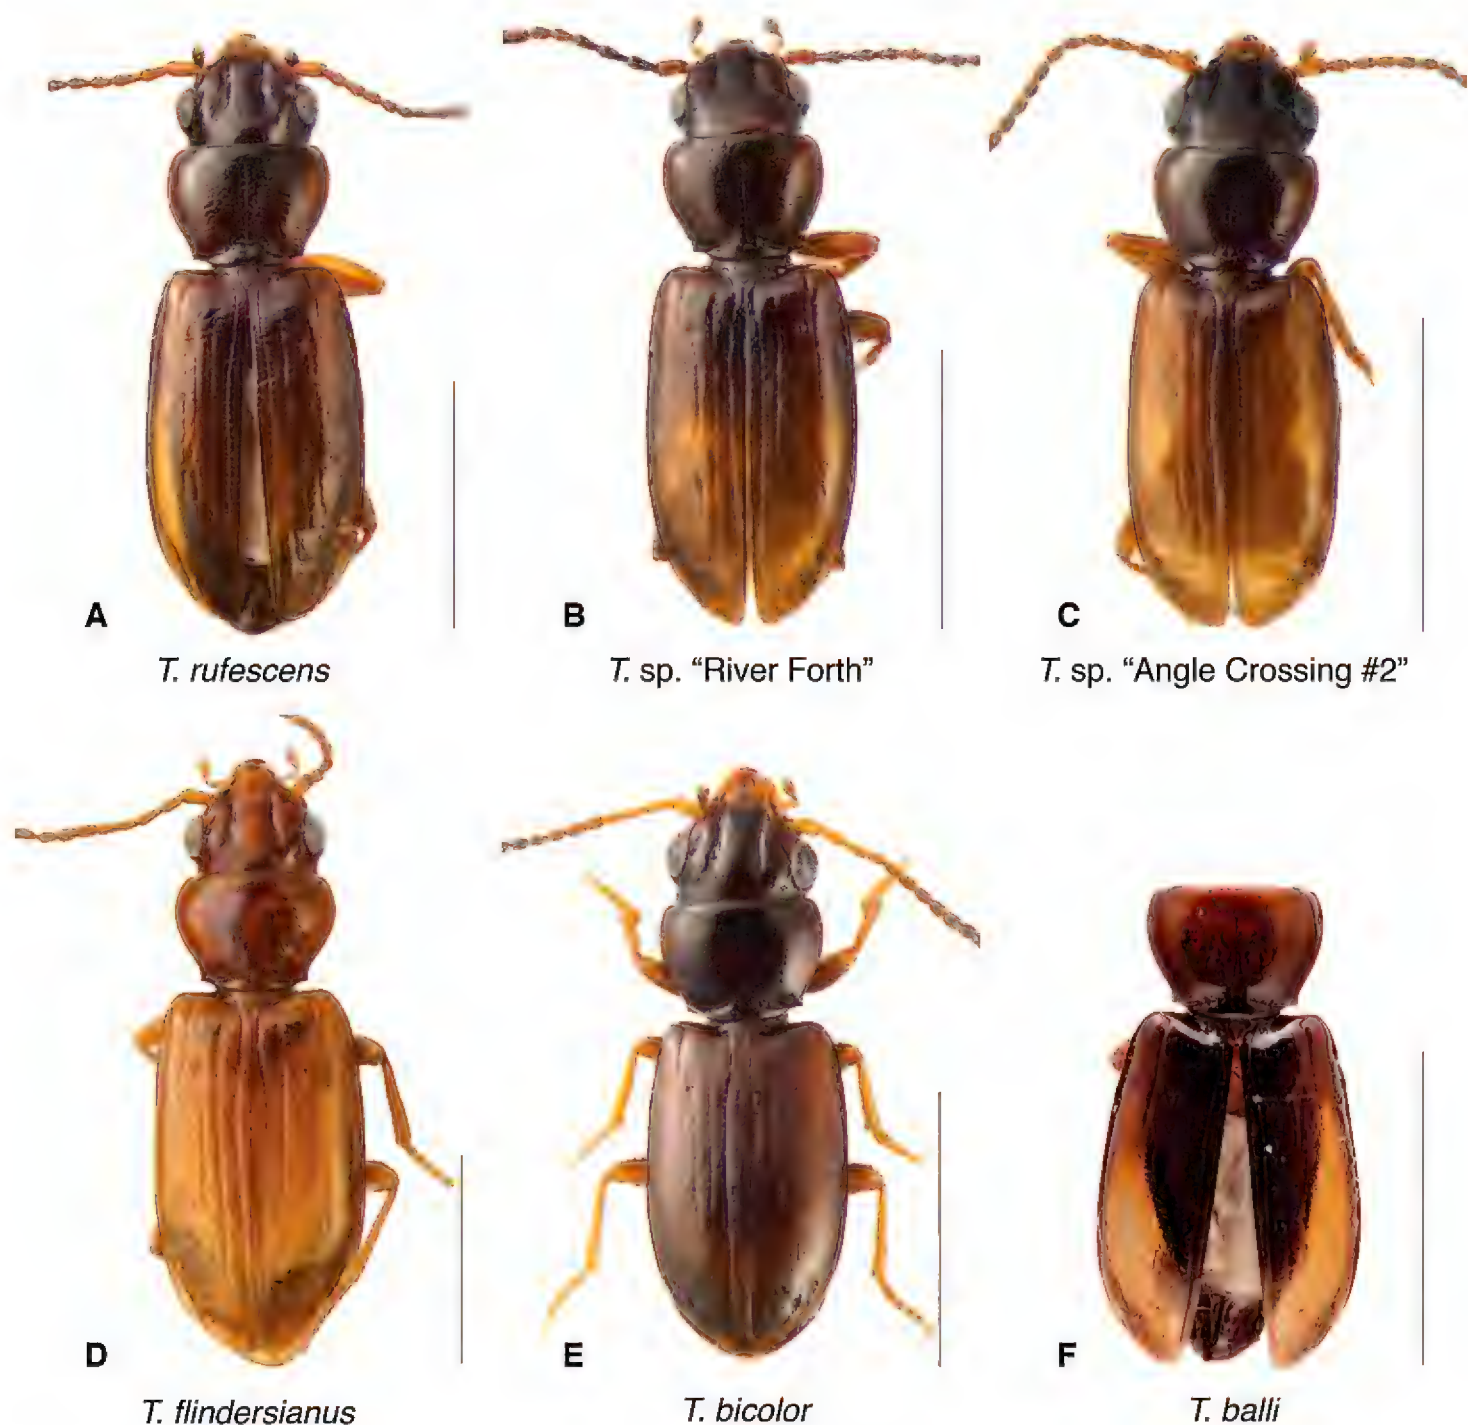 A
T. rufescens
B
T. sp. “River Forth”
C
T. sp. “Angle Crossing #2”
D
T. flindersianus
E
T. bicolor
F
T. balli